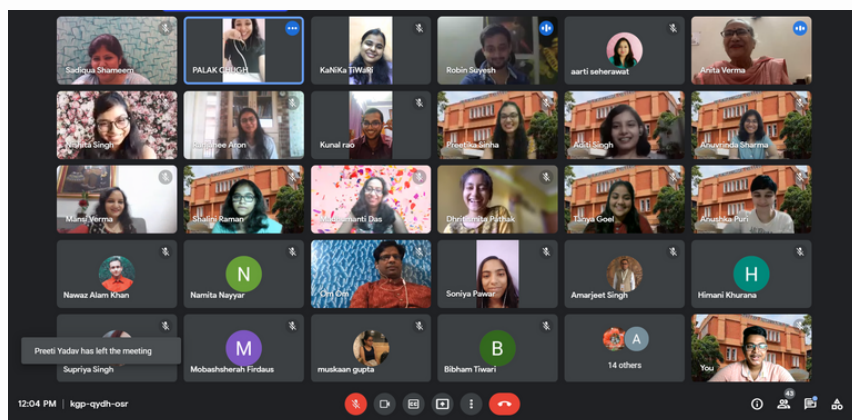 Sadiqua Shameem
PALAK CHUGH
KaNiKa TiWaRi
Robin Suyesh
aarti seherawat
Anita Verma
Nishita Singh
Kunal rao
Preetika Sinha
Aditi Singh
Anuvrinda Sharma
Mansi Verma
Shalini Raman
Dhritismita Pathak
Tanya Goel
Anushka Puri
Nawaz Alam Khan
N
Namita Nayyar
Om Om
Soniya Pawar
Amarjeet Singh
H
Himani Khurana
Preeti Yadav has left the meeting
Supriya Singh
M
Mobashsherah Firdaus
muskaan gupta
B
Bibham Tiwari
A
14 others
You
12:04 PM | kgp-qydh-osr
43